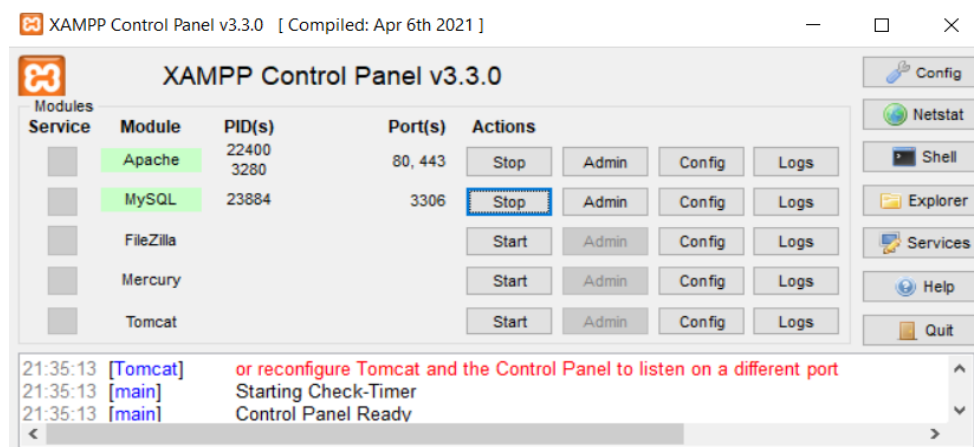 XAMPP Control Panel v3.3.0 [ Compiled: Apr 6th 2021 ]
XAMPP Control Panel v3.3.0
Config
Modules
Service Module PID(s) Port(s) Actions
Netstat
Apache 22400 3280 80, 443 Stop Admin Config Logs
Shell
MySQL 23884 3306 Stop Admin Config Logs
Explorer
FileZilla Start Admin Config Logs
Services
Mercury Start Admin Config Logs
Help
Tomcat Start Admin Config Logs
Quit
21:35:13 [Tomcat] or reconfigure Tomcat and the Control Panel to listen on a different port
21:35:13 [main] Starting Check-Timer
21:35:13 [main] Control Panel Ready